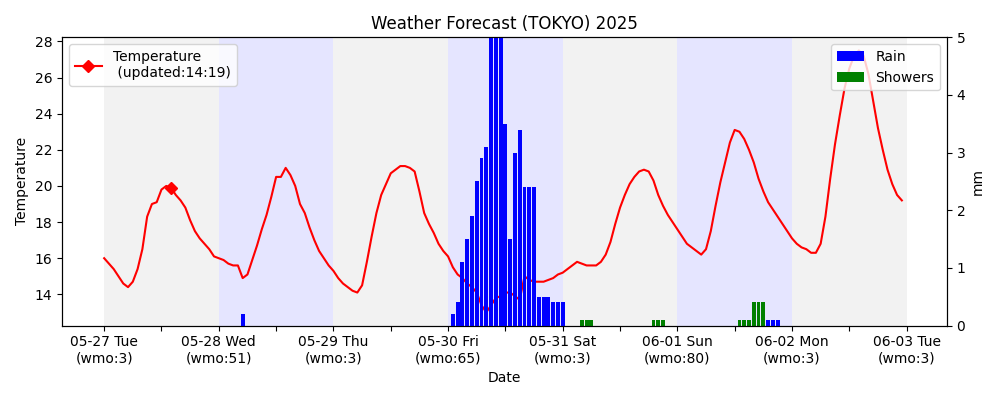 Weather Forecast (TOKYO) 2025
Temperature
(updated:14:19)
Rain
Showers
Temperature
28
26
24
22
20
18
16
14
5
4
3
2
1
0
mm
05-27 Tue
(wmo:3)
05-28 Wed
(wmo:51)
05-29 Thu
(wmo:3)
05-30 Fri
(wmo:65)
05-31 Sat
(wmo:3)
06-01 Sun
(wmo:80)
06-02 Mon
(wmo:3)
06-03 Tue
(wmo:3)
Date